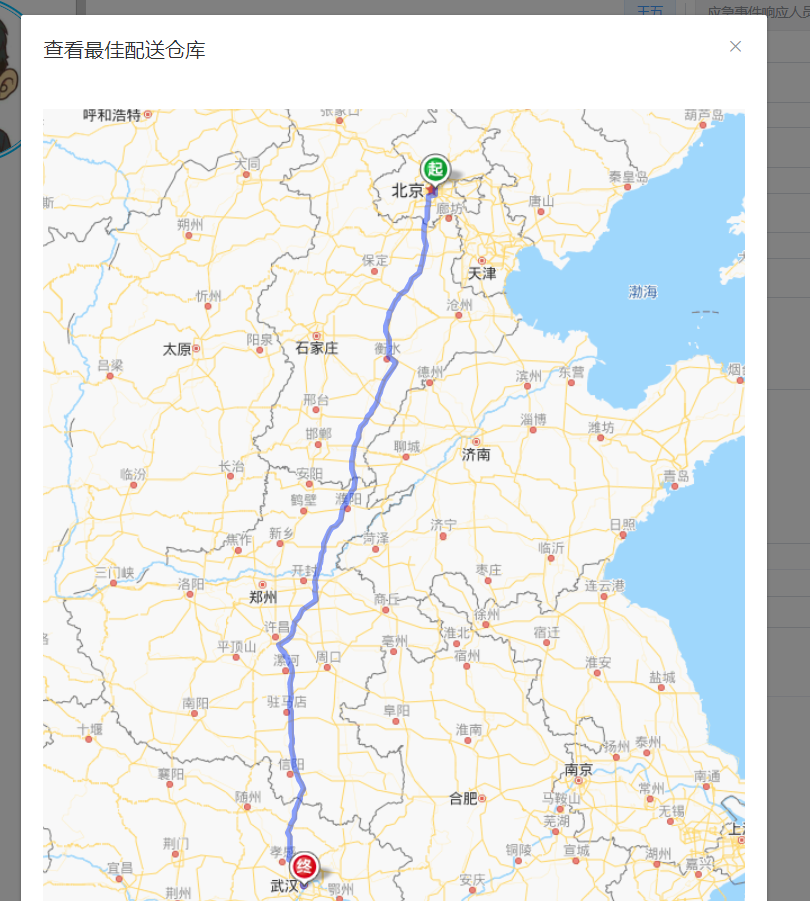 王五
应急事件响应人员
查看最佳配送仓库
呼和浩特
张家口
葫芦岛
大同
起
秦皇岛
北京
唐山
廊坊
朔州
保定
天津
渤海
忻州
沧州
太原
阳泉
石家庄
衡水
吕梁
德州
滨州
东营
烟台
邢台
淄博
潍坊
邯郸
聊城
济南
临汾
长治
安阳
青岛
鹤壁
濮阳
日照
新乡
菏泽
济宁
焦作
临沂
三门峡
洛阳
开封
枣庄
郑州
连云港
商丘
徐州
许昌
平顶山
亳州
淮北
宿迁
漯河
周口
宿州
淮安
盐城
南阳
驻马店
阜阳
十堰
淮南
扬州
泰州
信阳
襄阳
南京
南通
随州
合肥
马鞍山
常州
无锡
芜湖
上海
荆门
孝感
终
铜陵
宣城
湖州
嘉兴
宜昌
武汉
鄂州
安庆
荆州